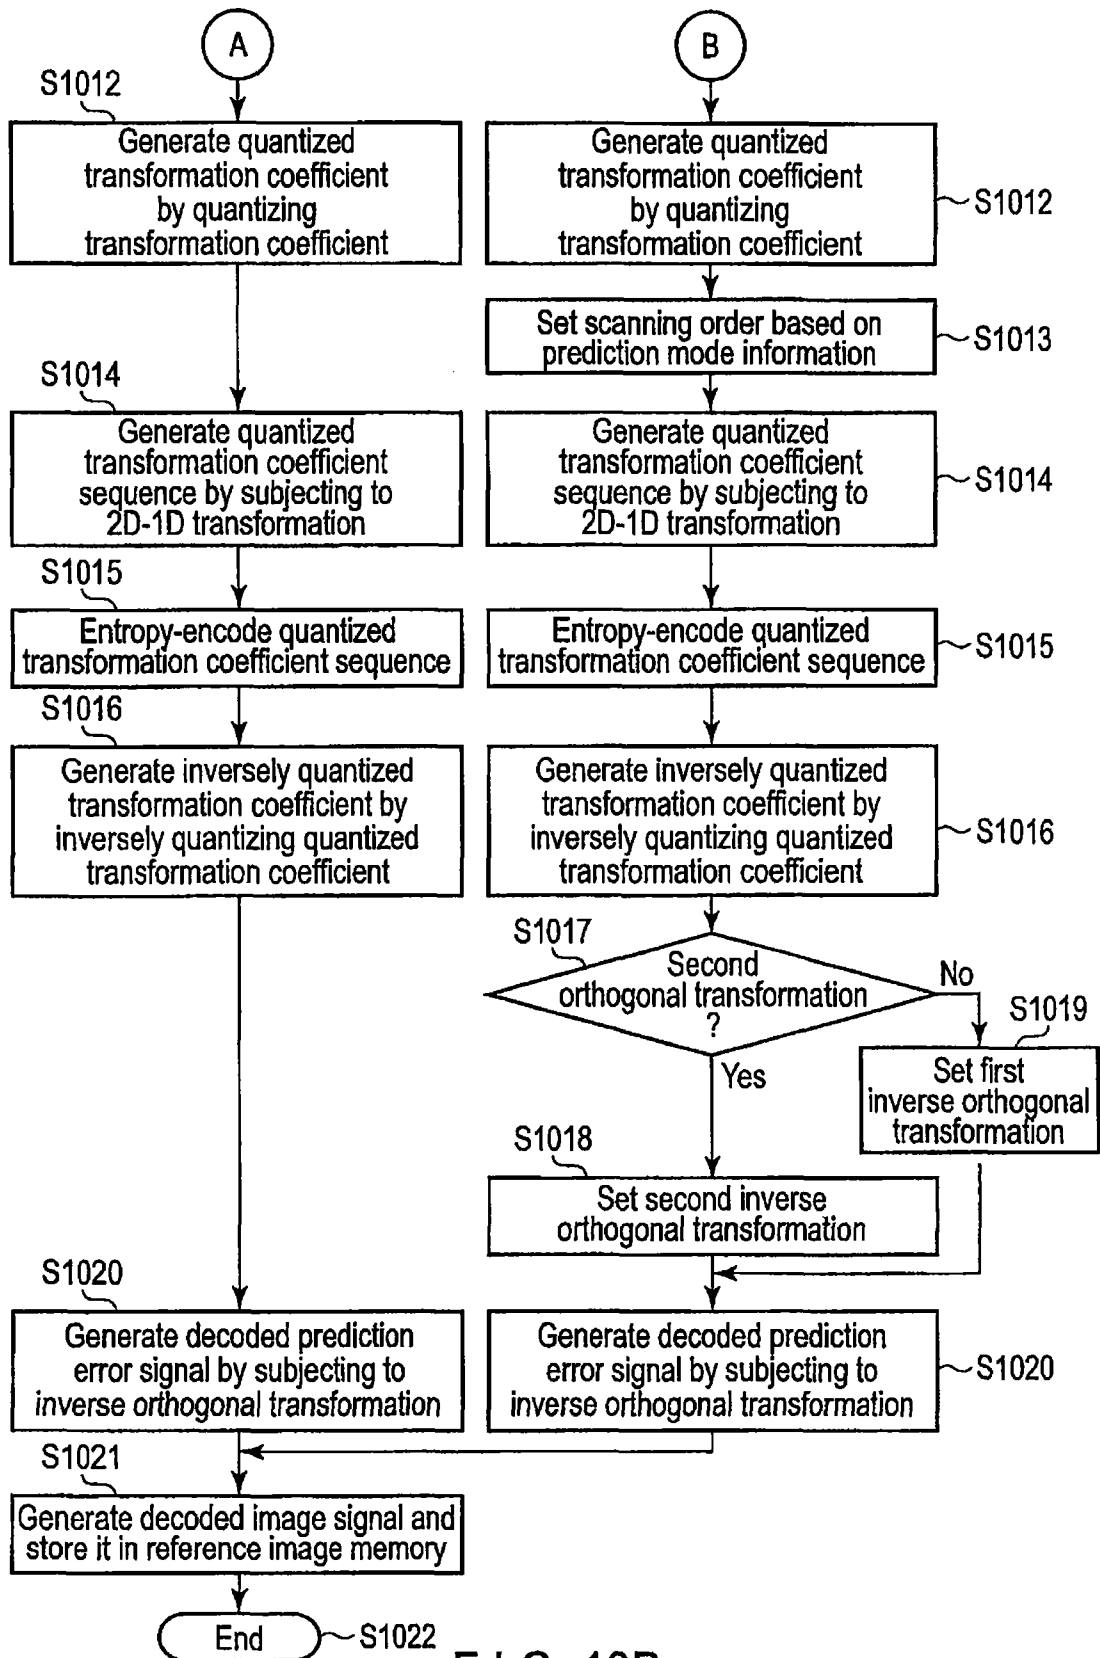 A
S1012
Generate quantized
transformation coefficient
by quantizing
transformation coefficient
S1014
Generate quantized
transformation coefficient
sequence by subjecting to
2D-1D transformation
S1015
Entropy-encode quantized
transformation coefficient sequence
S1016
Generate inversely quantized
transformation coefficient by
inversely quantizing quantized
transformation coefficient
S1020
Generate decoded prediction
error signal by subjecting to
inverse orthogonal transformation
S1021
Generate decoded image signal and
store it in reference image memory
End
S1022
B
Generate quantized
transformation coefficient
by quantizing
transformation coefficient
S1012
Set scanning order based on
prediction mode information
S1013
Generate quantized
transformation coefficient
sequence by subjecting to
2D-1D transformation
S1014
Entropy-encode quantized
transformation coefficient sequence
S1015
Generate inversely quantized
transformation coefficient by
inversely quantizing quantized
transformation coefficient
S1016
S1017
Second
orthogonal transformation
?
No
Yes
S1019
Set first
inverse orthogonal
transformation
S1018
Set second inverse
orthogonal transformation
Generate decoded prediction
error signal by subjecting to
inverse orthogonal transformation
S1020